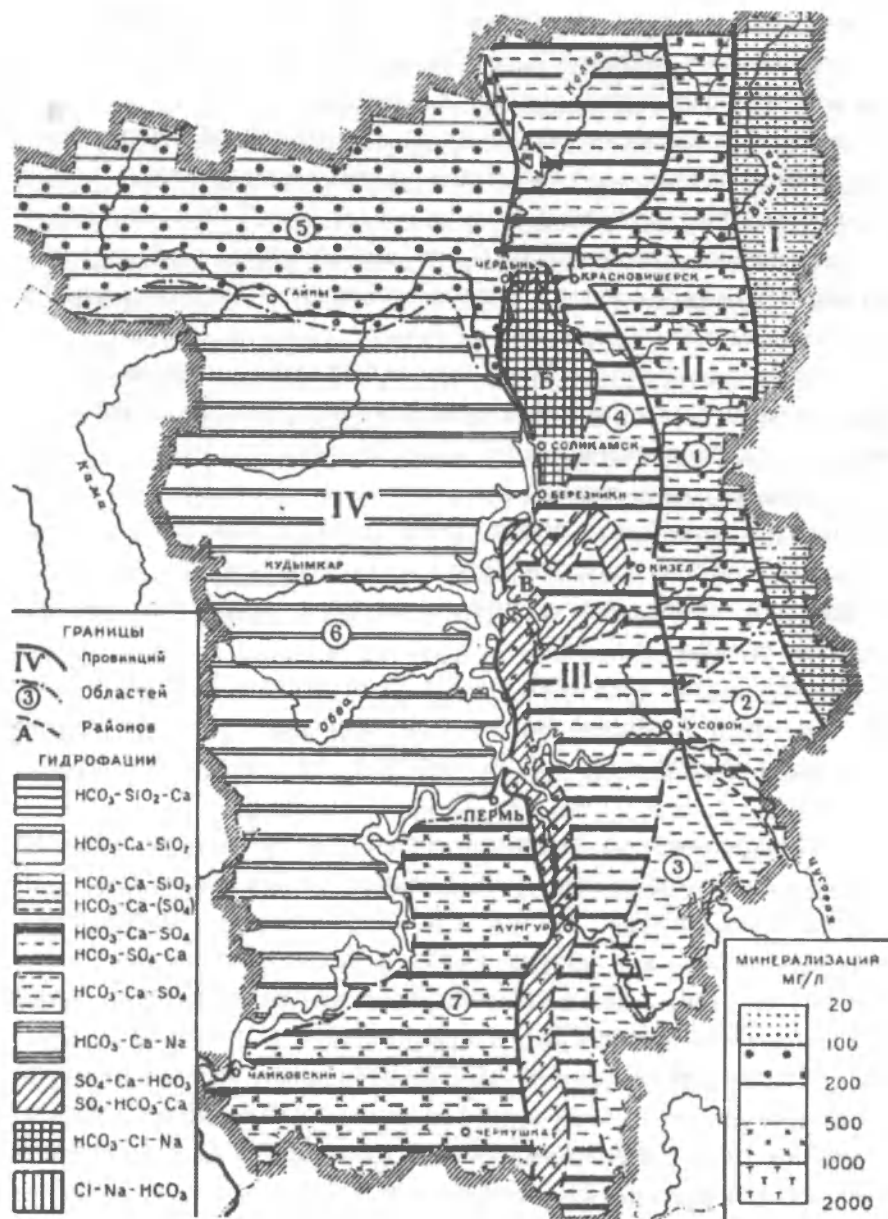 Колва
А
Вишера
I
5
ЧЕРДЫНЬ
КРАСНОВИШЕРСК
ГАЙНЫ
II
Б
4
СОЛИКАМСК
1
Кама
IV
БЕРЕЗНИКИ
КУДЫМКАР
В
КИЗЕЛ
6
III
Обва
2
ЧУСОВОЙ
ПЕРМЬ
3
Чусовая
КУНГУР
7
Г
ЧАЙКОВСКИЙ
ЧЕРНУШКА
ГРАНИЦЫ
IV Провинций
3 Областей
А Районов
ГИДРОФАЦИИ
HCO₃-SiO₂-Ca
HCO₃-Ca-SiO₂
HCO₃-Ca-SiO₂
HCO₃-Ca-(SO₄)
HCO₃-Ca-SO₄
HCO₃-SO₄-Ca
HCO₃-Ca-SO₄
HCO₃-Ca-Na
SO₄-Ca-HCO₃
SO₄-HCO₃-Ca
HCO₃-Cl-Na
Cl-Na-HCO₃
МИНЕРАЛИЗАЦИЯ
МГ/Л
20
100
200
500
1000
2000